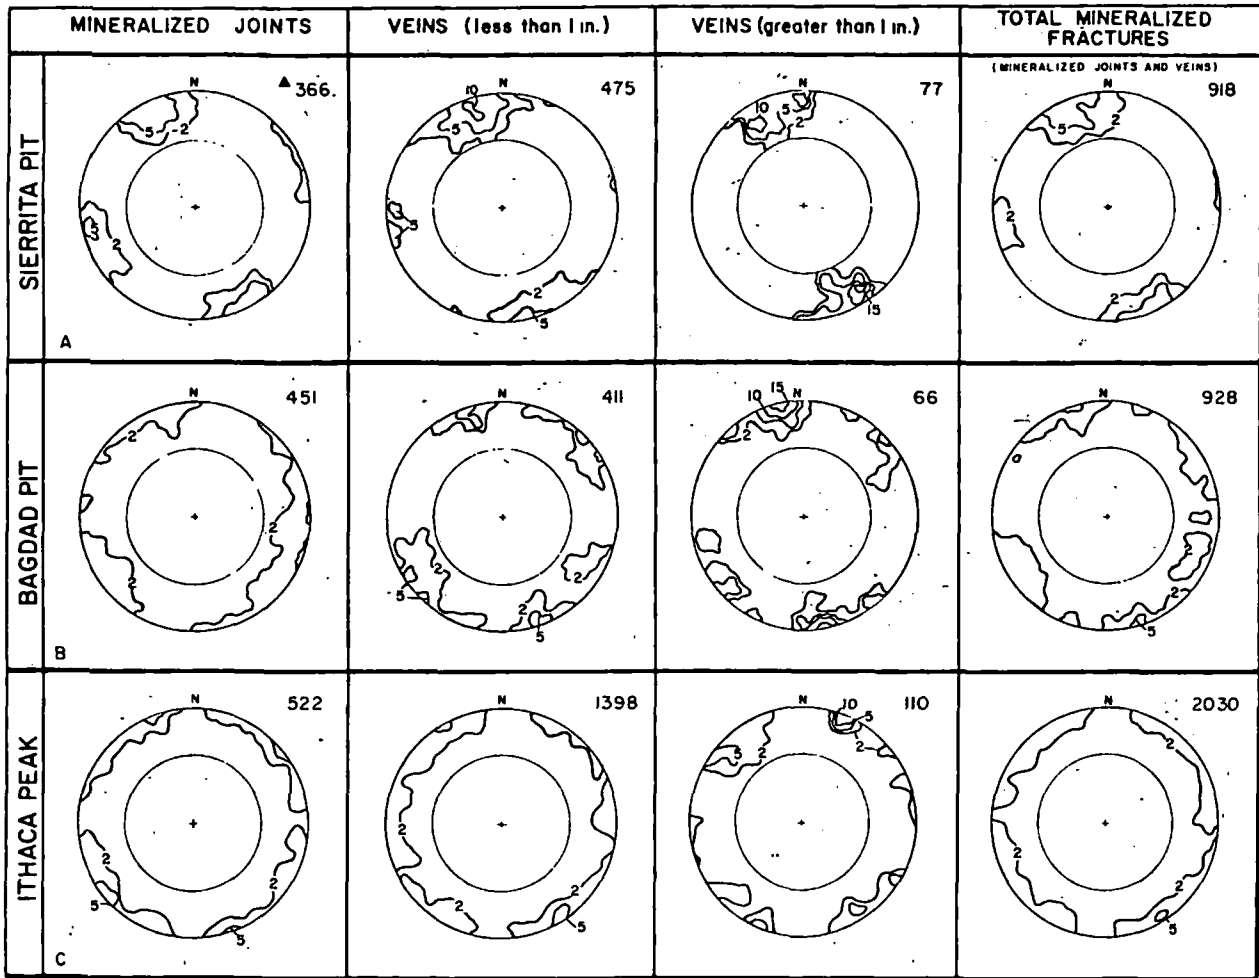 MINERALIZED JOINTS
VEINS (less than 1 in.)
VEINS (greater than 1 in.)
TOTAL MINERALIZED
FRACTURES
(MINERALIZED JOINTS AND VEINS)
SIERRITA PIT
A
N
▲ 366.
5
2
5
2
2
N
475
10
5
2
5
2
5
N
77
10
5
2
15
N
918
5
2
2
2
BAGDAD PIT
B
N
451
2
2
2
N
411
2
2
5
2
5
N
66
10
15
2
N
928
2
2
5
ITHACA PEAK
C
N
522
2
5
2
5
N
1398
2
2
5
N
110
10
5
2
5
2
N
2030
2
2
2
5